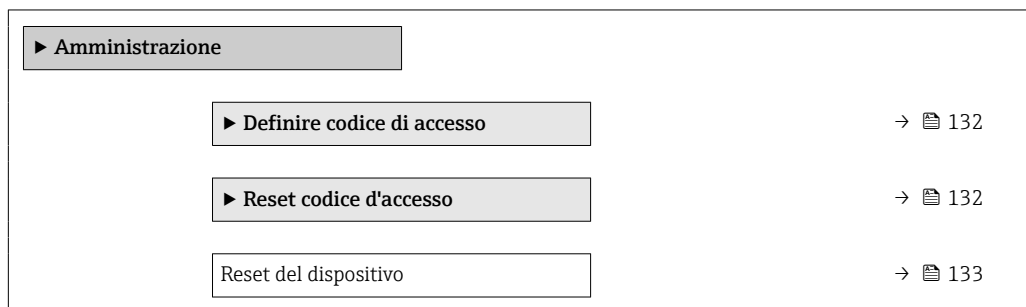 ▶ Amministrazione
▶ Definire codice di accesso → 🖹 132
▶ Reset codice d'accesso → 🖹 132
Reset del dispositivo → 🖹 133